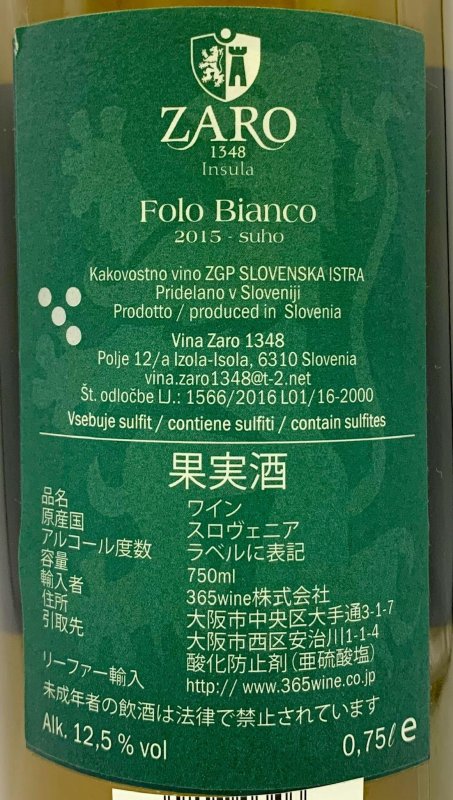 ZARO
1348
Insula
Folo Bianco
2015 - suho
Kakovostno vino ZGP SLOVENSKA ISTRA
Pridelano v Sloveniji
Prodotto / produced in Slovenia
Vina Zaro 1348
Polje 12/a Izola-Isola, 6310 Slovenia
vina.zaro1348@t-2.net
Št. odločbe LJ.: 1566/2016 L01/16-2000
Vsebuje sulfit / contiene sulfiti / contain sulfites
果実酒
品名 ワイン
原産国 スロヴェニア
アルコール度数 ラベルに表記
容量 750ml
輸入者 365wine株式会社
住所 大阪市中央区大手通3-1-7
引取先 大阪市西区安治川1-1-4
酸化防止剤（亜硫酸塩）
リーファー輸入 http:// www.365wine.co.jp
未成年者の飲酒は法律で禁止されています
Alk. 12,5 % vol 0,75ℓ e